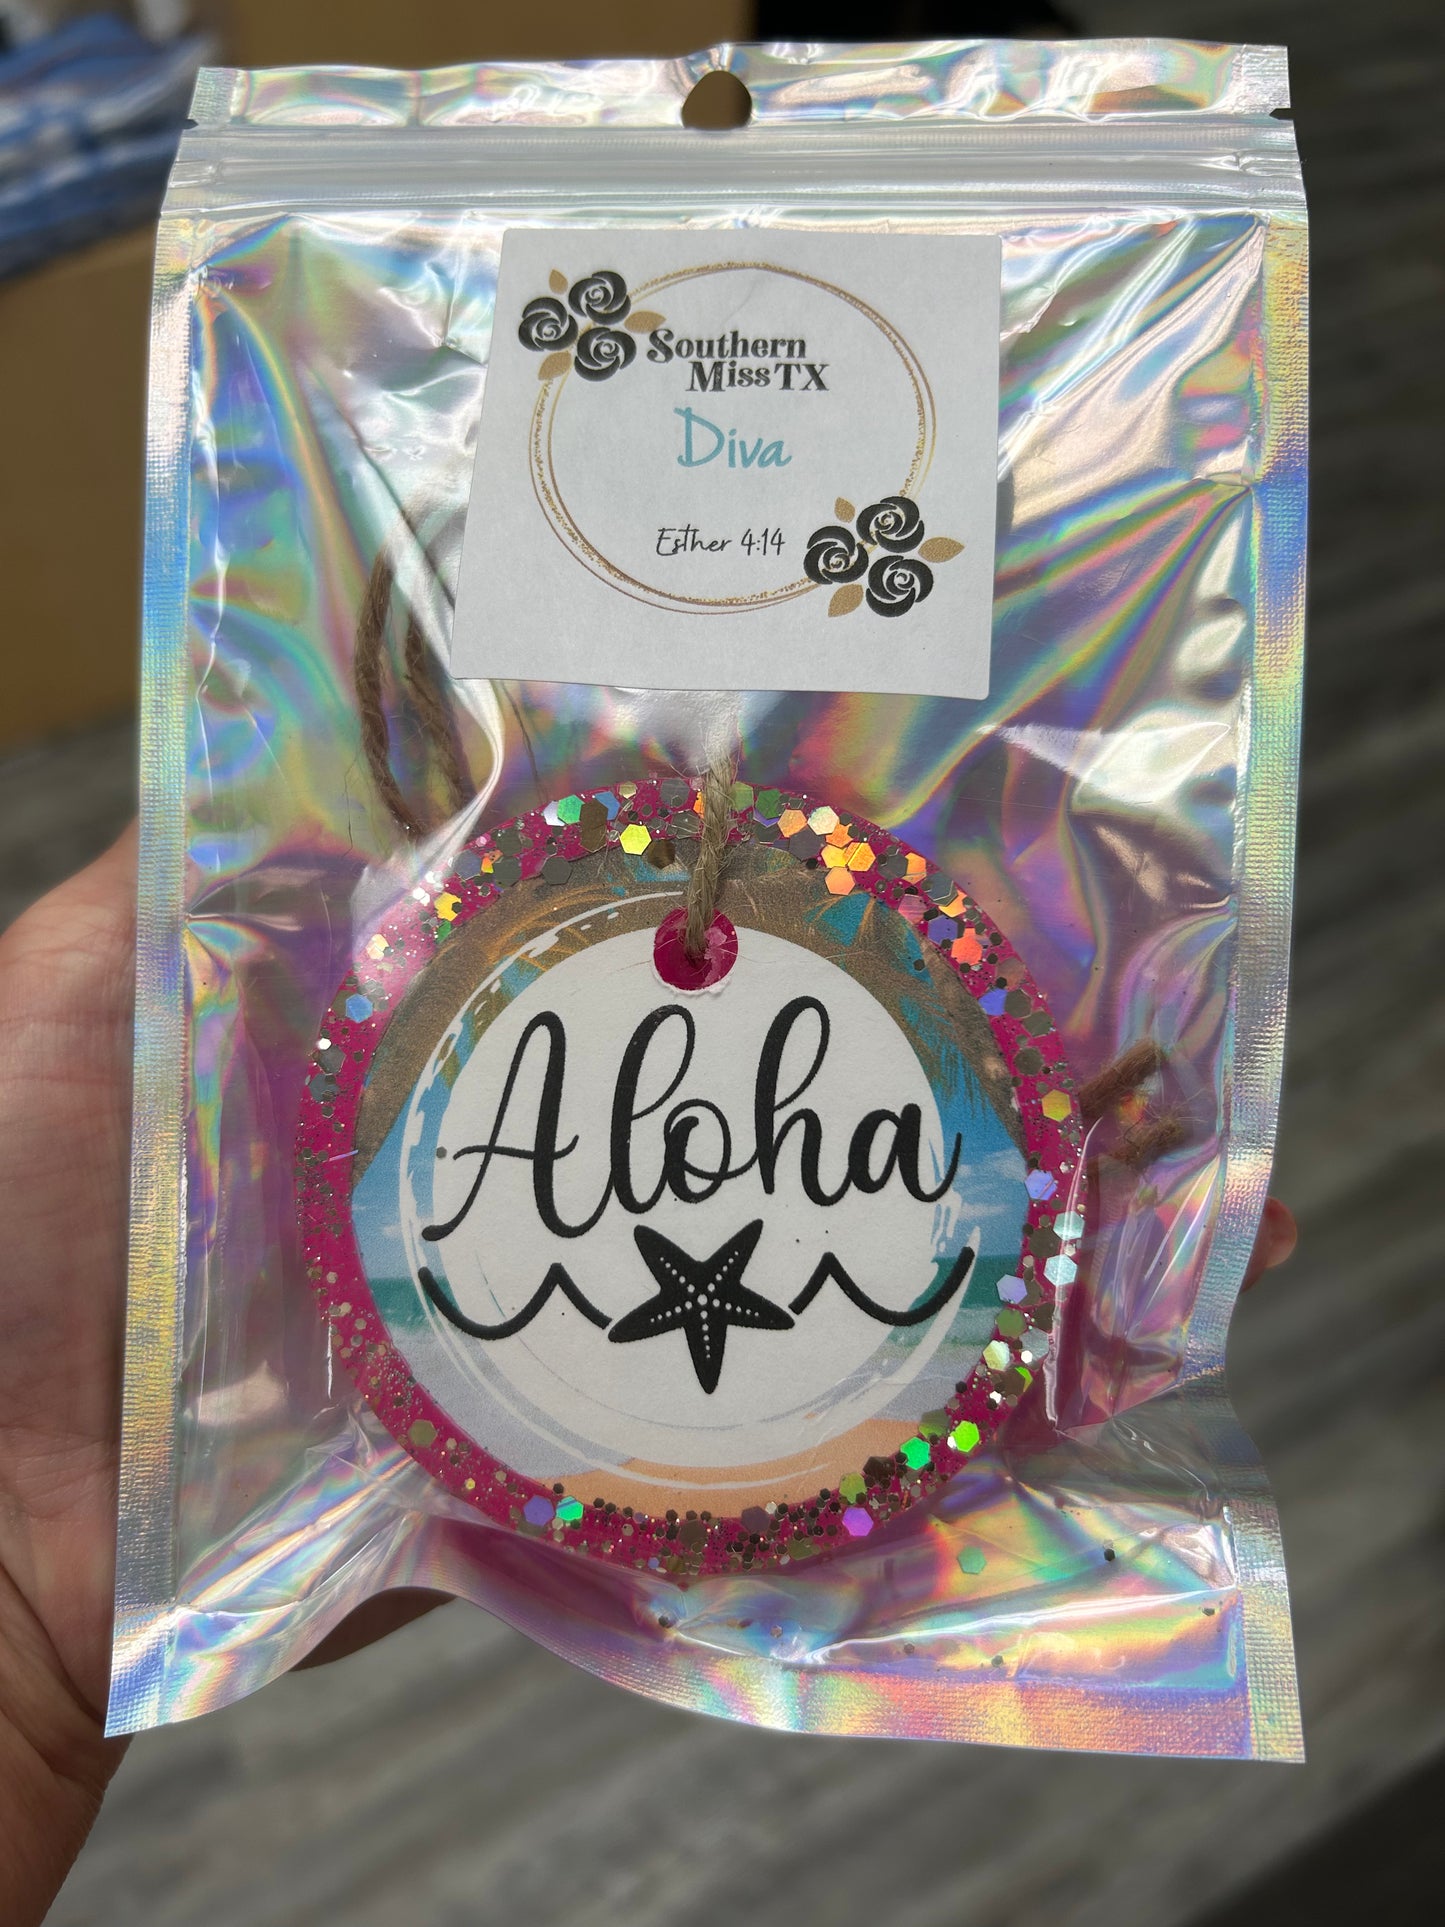 Southern
Miss TX
Diva
Esther 4:14
Aloha